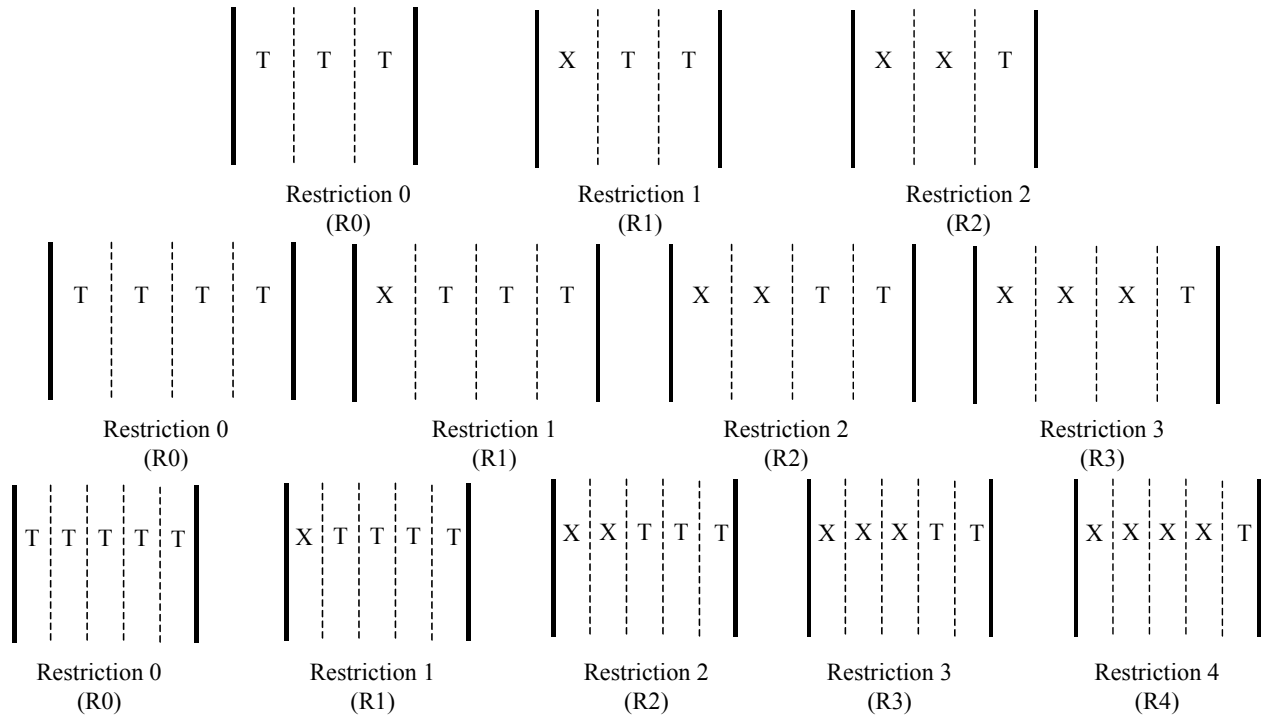 T T T X T T X X T
Restriction 0 Restriction 1 Restriction 2
(R0) (R1) (R2)
T T T T X T T T X X T T X X X T
Restriction 0 Restriction 1 Restriction 2 Restriction 3
(R0) (R1) (R2) (R3)
T T T T T X T T T T X X T T T X X X T T X X X X T
Restriction 0 Restriction 1 Restriction 2 Restriction 3 Restriction 4
(R0) (R1) (R2) (R3) (R4)